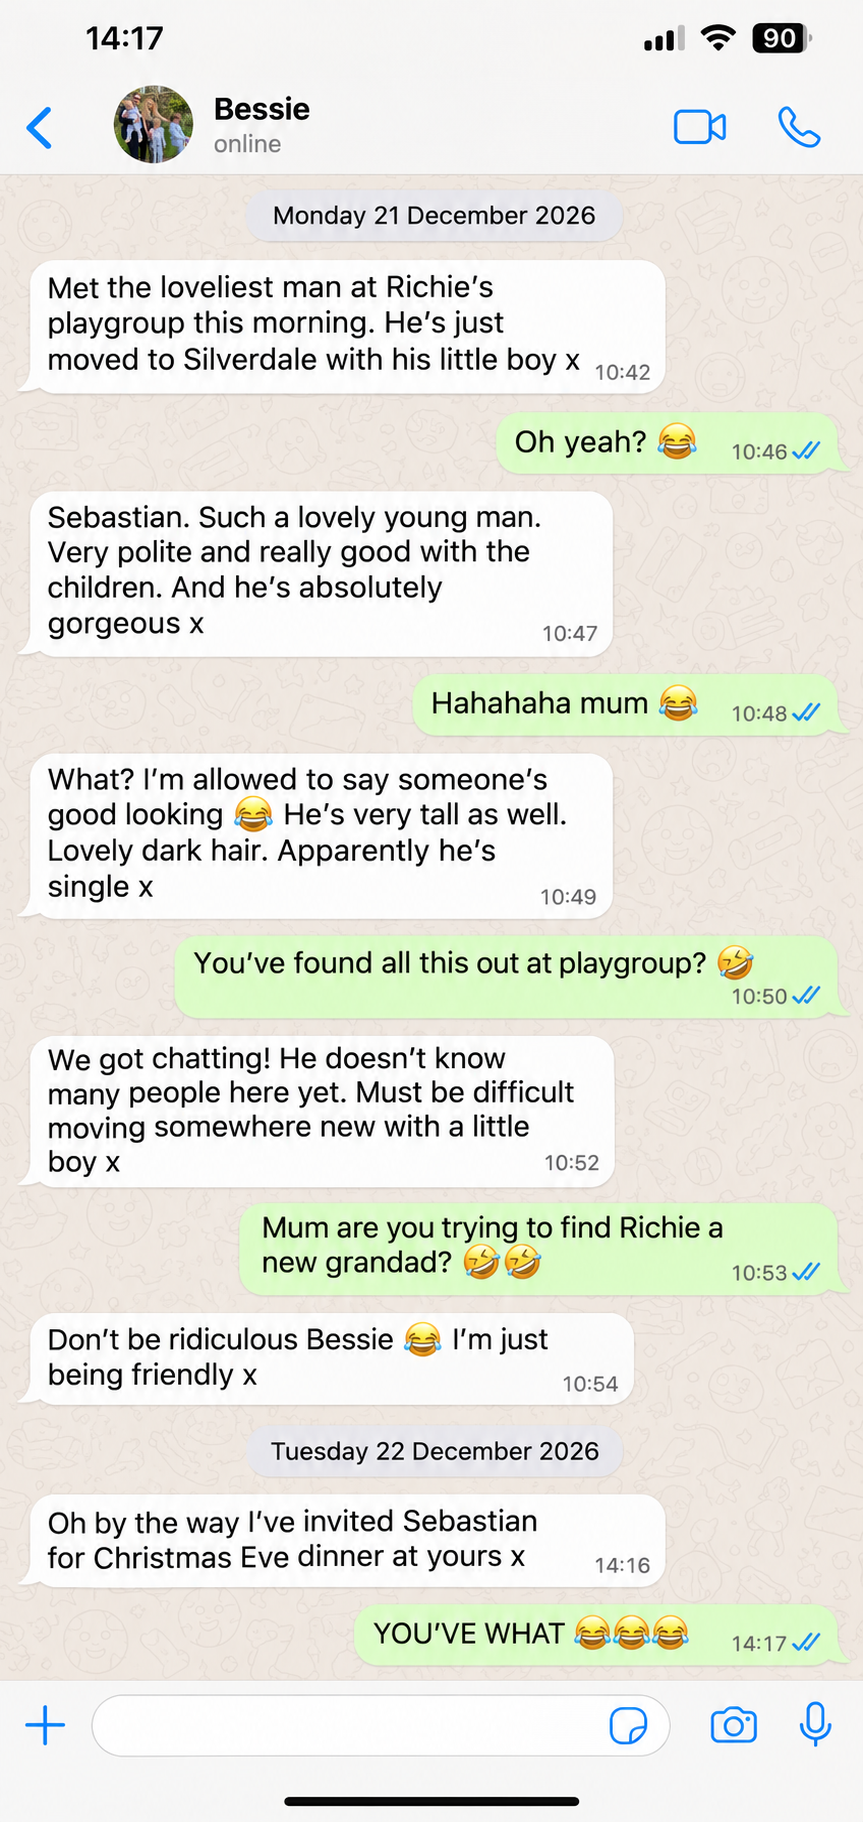 14:17
90
Bessie
online
Monday 21 December 2026
Met the loveliest man at Richie’s
playgroup this morning. He’s just
moved to Silverdale with his little boy x 10:42
Oh yeah? 😂 10:46
Sebastian. Such a lovely young man.
Very polite and really good with the
children. And he’s absolutely
gorgeous x 10:47
Hahahaha mum 😂 10:48
What? I’m allowed to say someone’s
good looking 😂 He’s very tall as well.
Lovely dark hair. Apparently he’s
single x 10:49
You’ve found all this out at playgroup? 🤣
10:50
We got chatting! He doesn’t know
many people here yet. Must be difficult
moving somewhere new with a little
boy x 10:52
Mum are you trying to find Richie a
new grandad? 🤣🤣 10:53
Don’t be ridiculous Bessie 😂 I’m just
being friendly x 10:54
Tuesday 22 December 2026
Oh by the way I’ve invited Sebastian
for Christmas Eve dinner at yours x 14:16
YOU’VE WHAT 😂😂😂 14:17